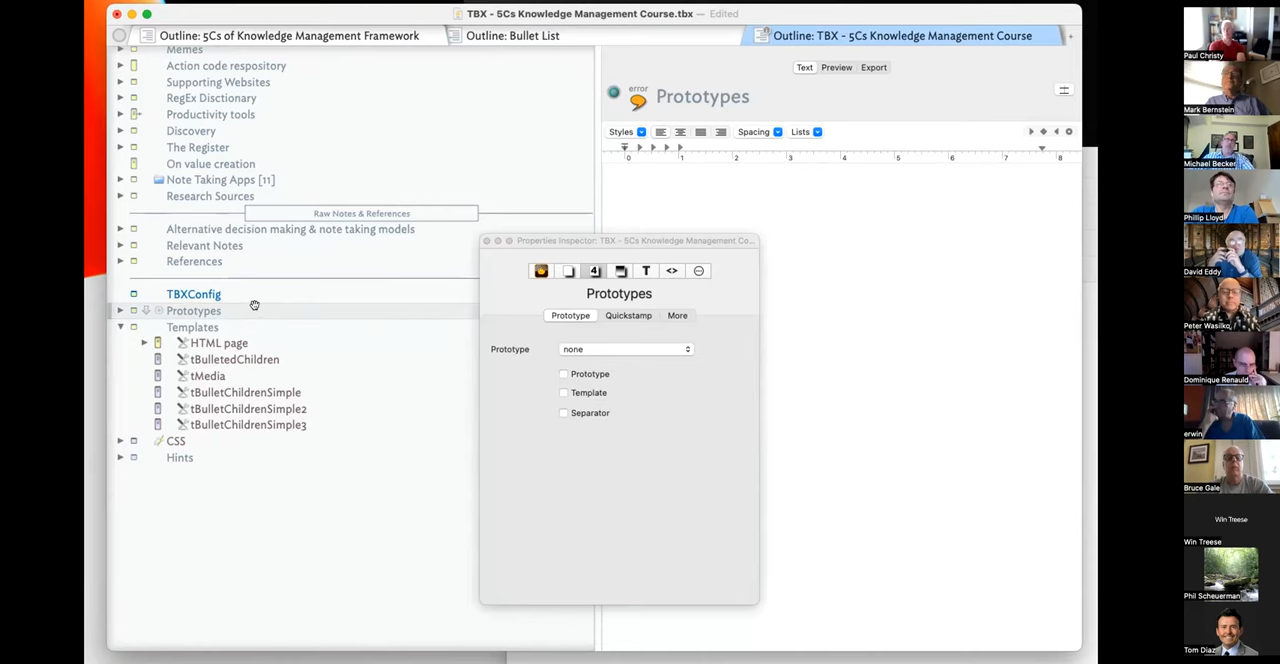 TBX - 5Cs Knowledge Management Course.tbx — Edited
Outline: 5Cs of Knowledge Management Framework
Outline: Bullet List
Outline: TBX - 5Cs Knowledge Management Course
+
Memes
Action code respository
Supporting Websites
RegEx Disctionary
Productivity tools
Discovery
The Register
On value creation
Note Taking Apps [11]
Research Sources
Raw Notes & References
Alternative decision making & note taking models
Relevant Notes
References
TBXConfig
Prototypes
Templates
HTML page
tBulletedChildren
tMedia
tBulletChildrenSimple
tBulletChildrenSimple2
tBulletChildrenSimple3
CSS
Hints
Text Preview Export
error
Prototypes
Styles Spacing Lists
0 1 2 3 4 5 6 7 8
Properties Inspector: TBX - 5Cs Knowledge Management Co...
4 T <>
Prototypes
Prototype Quickstamp More
Prototype none
Prototype
Template
Separator
Paul Christy
Mark Bernstein
Michael Becker
Phillip Lloyd
David Eddy
Peter Wasilko
Dominique Renauld
erwin
Bruce Gale
Win Treese
Win Treese
Phil Scheuerman
Tom Diaz